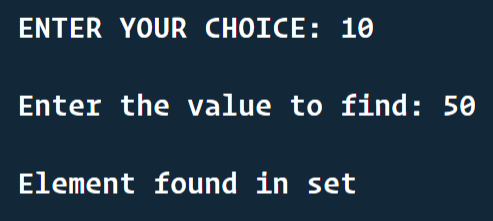 ENTER YOUR CHOICE: 10
Enter the value to find: 50
Element found in set